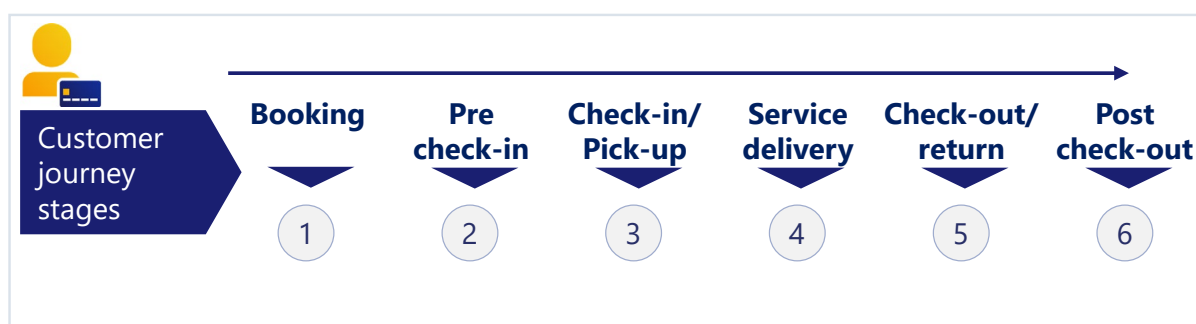 Customer
journey
stages
Booking
Pre
check-in
Check-in/
Pick-up
Service
delivery
Check-out/
return
Post
check-out
1
2
3
4
5
6